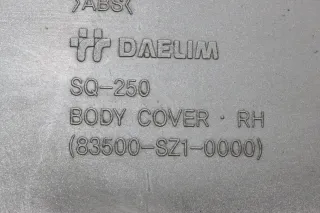 >ABS<
DAELIM
SQ-250
BODY COVER · RH
(83500-SZ1-0000)